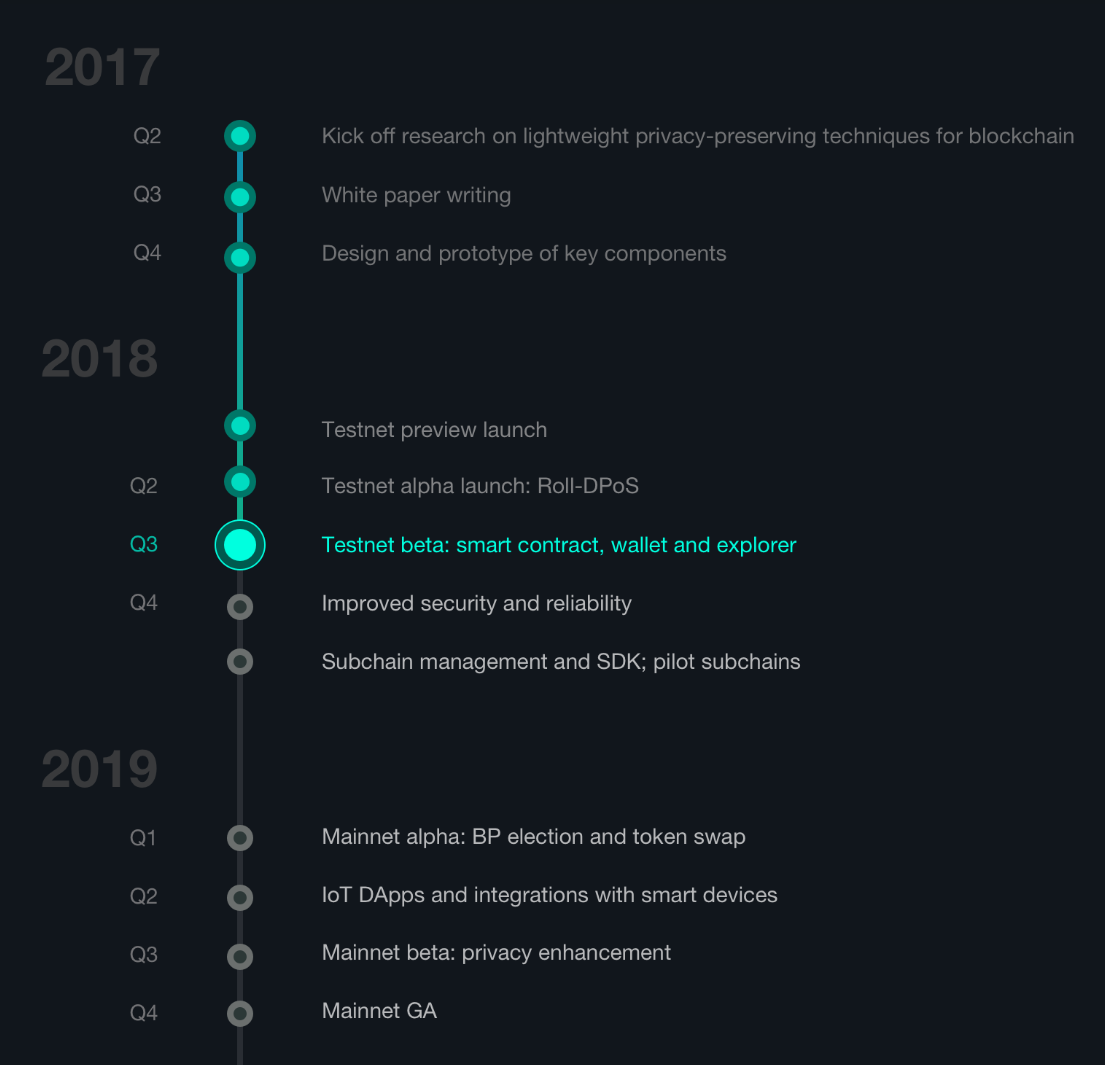 2017
Q2 Kick off research on lightweight privacy-preserving techniques for blockchain
Q3 White paper writing
Q4 Design and prototype of key components
2018
Testnet preview launch
Q2 Testnet alpha launch: Roll-DPoS
Q3 Testnet beta: smart contract, wallet and explorer
Q4 Improved security and reliability
Subchain management and SDK; pilot subchains
2019
Q1 Mainnet alpha: BP election and token swap
Q2 IoT DApps and integrations with smart devices
Q3 Mainnet beta: privacy enhancement
Q4 Mainnet GA